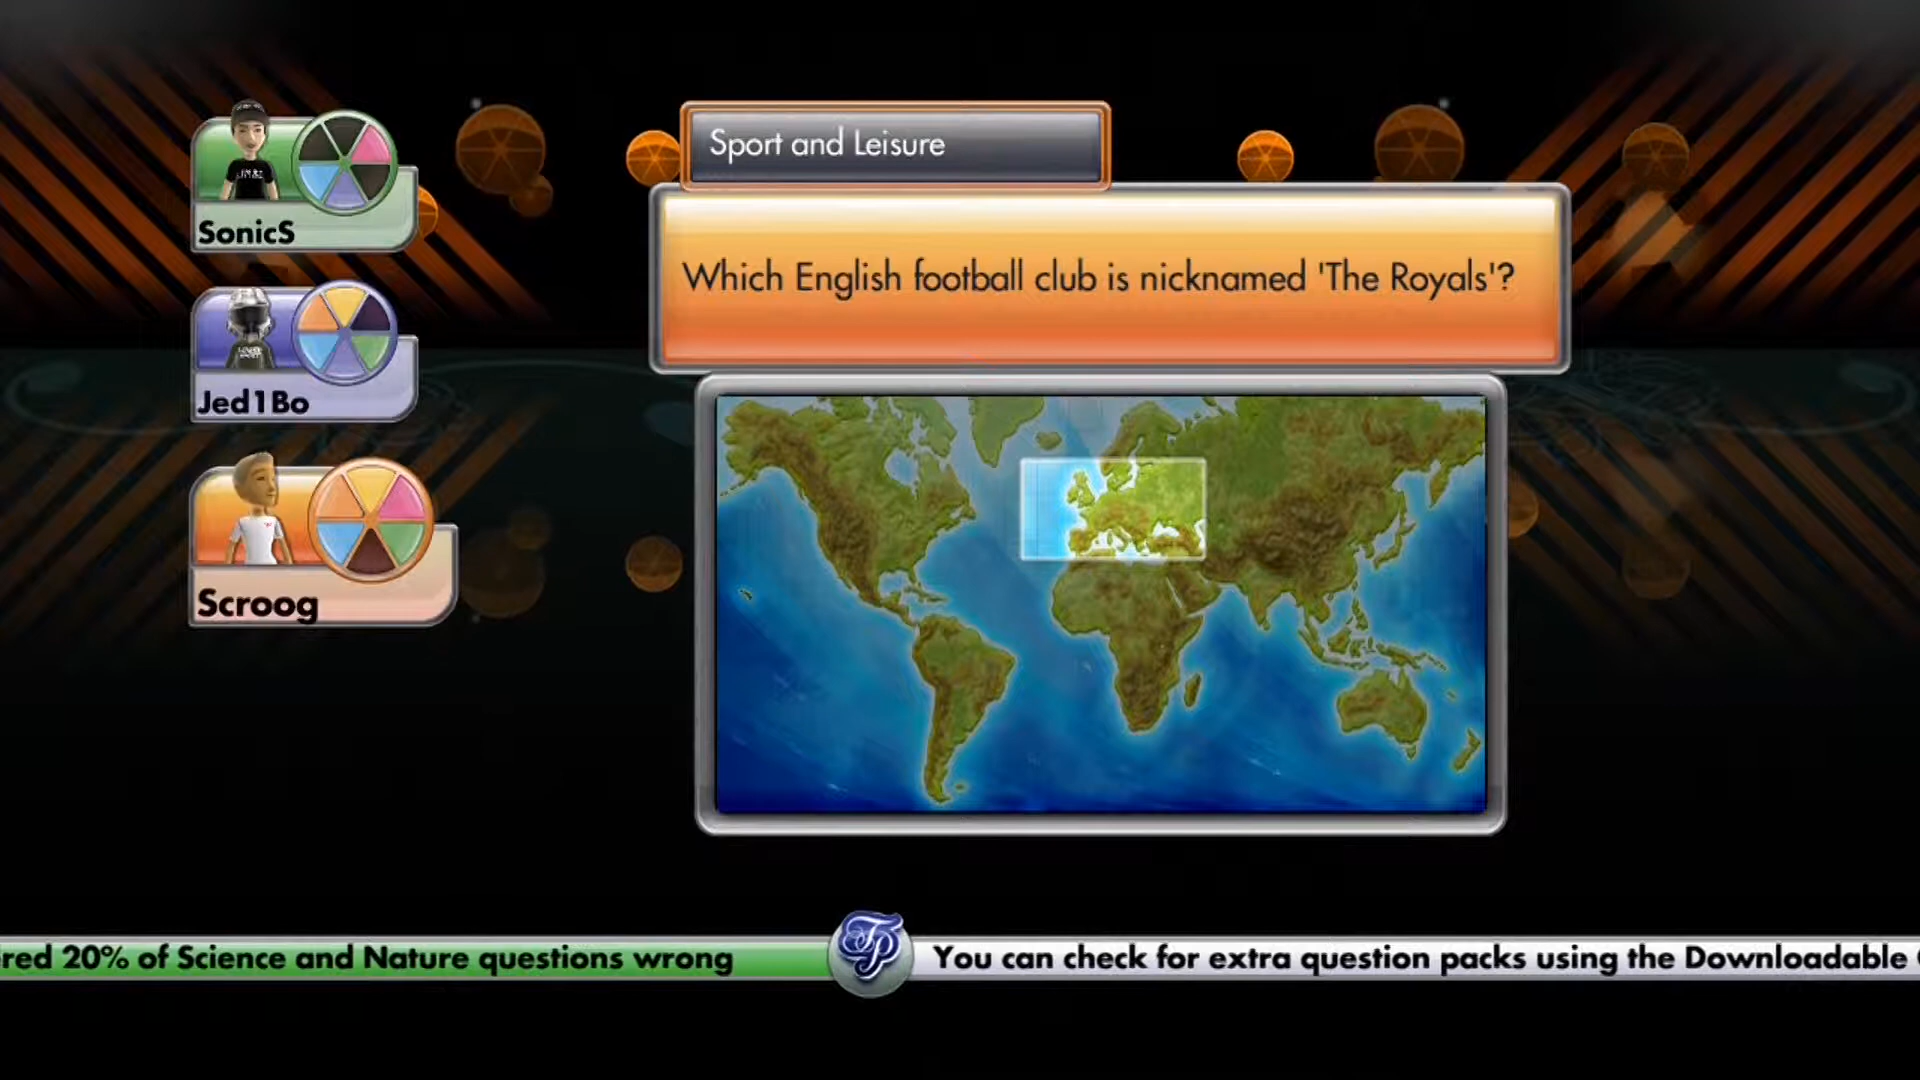 Sport and Leisure
Which English football club is nicknamed 'The Royals'?
SonicS
Jed1Bo
Scroog
red 20% of Science and Nature questions wrong
TP
You can check for extra question packs using the Downloadable